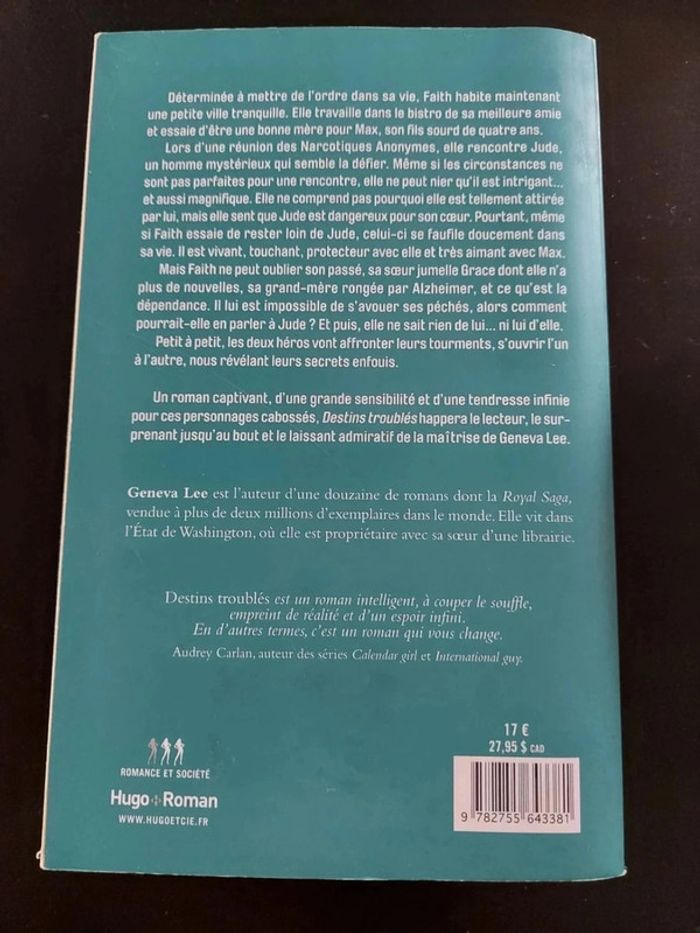 Déterminée à mettre de l'ordre dans sa vie, Faith habite maintenant
une petite ville tranquille. Elle travaille dans le bistro de sa meilleure amie
et essaie d'être une bonne mère pour Max, son fils sourd de quatre ans.
Lors d'une réunion des Narcotiques Anonymes, elle rencontre Jude,
un homme mystérieux qui semble la défier. Même si les circonstances ne
sont pas parfaites pour une rencontre, elle ne peut nier qu'il est intrigant...
et aussi magnifique. Elle ne comprend pas pourquoi elle est tellement attirée
par lui, mais elle sent que Jude est dangereux pour son cœur. Pourtant, même
si Faith essaie de rester loin de Jude, celui-ci se faufile doucement dans
sa vie. Il est vivant, touchant, protecteur avec elle et très aimant avec Max.
Mais Faith ne peut oublier son passé, sa sœur jumelle Grace dont elle n'a
plus de nouvelles, sa grand-mère rongée par Alzheimer, et ce qu'est la
dépendance. Il lui est impossible de s'avouer ses péchés, alors comment
pourrait-elle en parler à Jude ? Et puis, elle ne sait rien de lui... ni lui d'elle.
Petit à petit, les deux héros vont affronter leurs tourments, s'ouvrir l'un
à l'autre, nous révélant leurs secrets enfouis.
Un roman captivant, d'une grande sensibilité et d'une tendresse infinie
pour ces personnages cabossés, Destins troublés happera le lecteur, le sur-
prenant jusqu'au bout et le laissant admiratif de la maîtrise de Geneva Lee.
Geneva Lee est l'auteur d'une douzaine de romans dont la Royal Saga,
vendue à plus de deux millions d'exemplaires dans le monde. Elle vit dans
l'État de Washington, où elle est propriétaire avec sa sœur d'une librairie.
Destins troublés est un roman intelligent, à couper le souffle,
empreint de réalité et d'un espoir infini.
En d'autres termes, c'est un roman qui vous change.
Audrey Carlan, auteur des séries Calendar girl et International guy.
17 €
27,95 $ CAD
ROMANCE ET SOCIÉTÉ
Hugo Roman
WWW.HUGOETCIE.FR
9 782755 643381